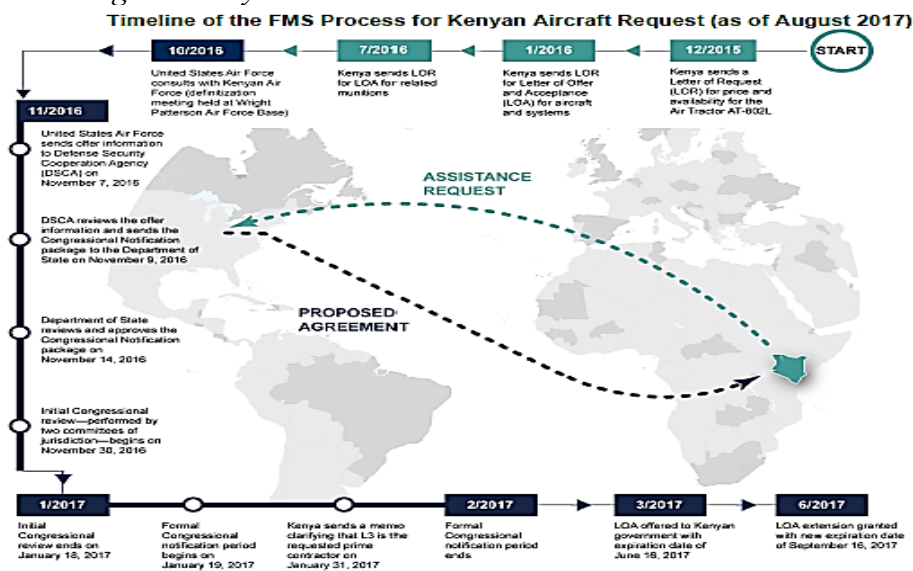 Timeline of the FMS Process for Kenyan Aircraft Request (as of August 2017)
START
12/2015
Kenya sends a
Letter of Request
(LOR) for price and
availability for the
Air Tractor AT-802L
1/2016
Kenya sends LOR
for Letter of Offer
and Acceptance
(LOA) for aircraft
and systems
7/2016
Kenya sends LOR
for LOA for related
munitions
10/2016
United States Air Force
consults with Kenyan Air
Force (definitization
meeting held at Wright
Patterson Air Force Base)
11/2016
United States Air Force
sends offer information
to Defense Security
Cooperation Agency
(DSCA) on
November 7, 2016
DSCA reviews the offer
information and sends the
Congressional Notification
package to the Department of
State on November 9, 2016
Department of State
reviews and approves the
Congressional Notification
package on
November 14, 2016
Initial Congressional
review—performed by
two committees of
jurisdiction—begins on
November 30, 2016
ASSISTANCE
REQUEST
PROPOSED
AGREEMENT
1/2017
Initial
Congressional
review ends on
January 18, 2017
Formal
Congressional
notification period
begins on
January 19, 2017
Kenya sends a memo
clarifying that L3 is the
requested prime
contractor on
January 31, 2017
2/2017
Formal
Congressional
notification period
ends
3/2017
LOA offered to Kenyan
government with
expiration date of
June 16, 2017
6/2017
LOA extension granted
with new expiration date
of September 16, 2017